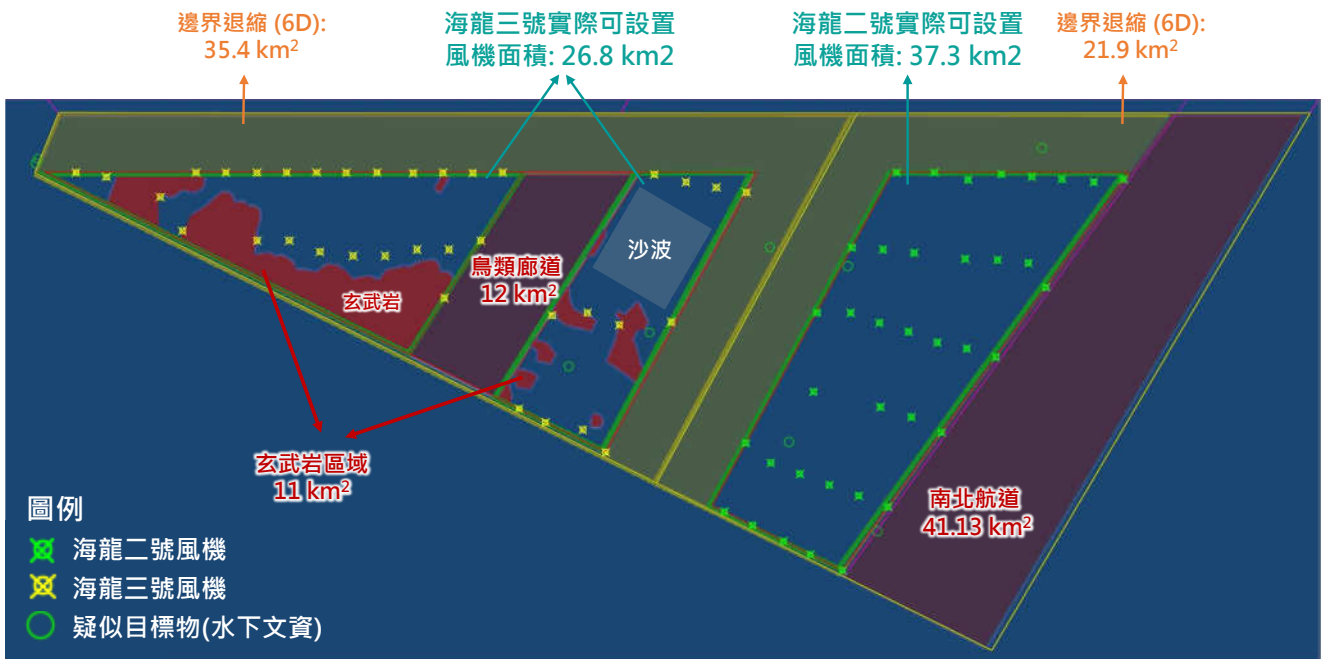 邊界退縮 (6D):
35.4 km²
海龍三號實際可設置
風機面積: 26.8 km2
海龍二號實際可設置
風機面積: 37.3 km2
邊界退縮 (6D):
21.9 km²
沙波
鳥類廊道
12 km²
玄武岩
玄武岩區域
11 km²
南北航道
41.13 km²
圖例
海龍二號風機
海龍三號風機
疑似目標物(水下文資)